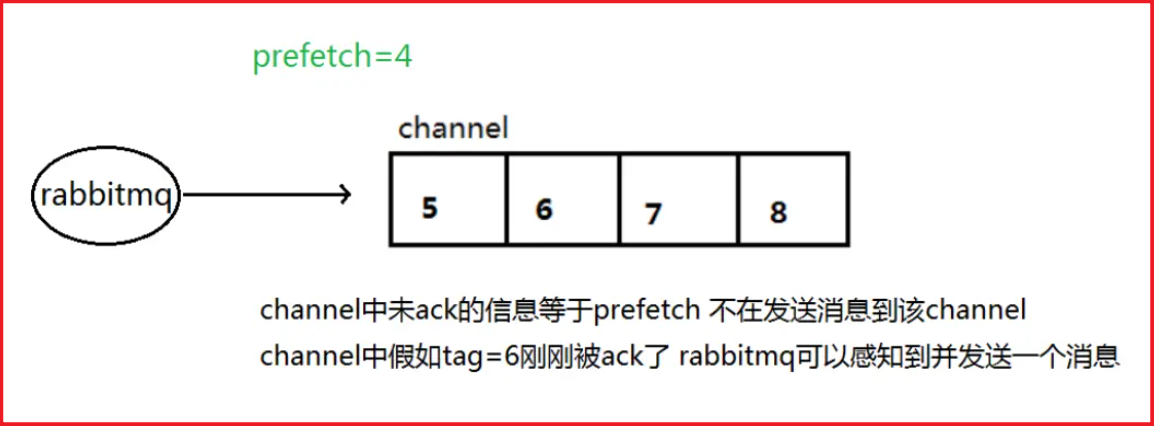 prefetch=4
channel
rabbitmq
5 6 7 8
channel中未ack的信息等于prefetch 不在发送消息到该channel
channel中假如tag=6刚刚被ack了 rabbitmq可以感知到并发送一个消息